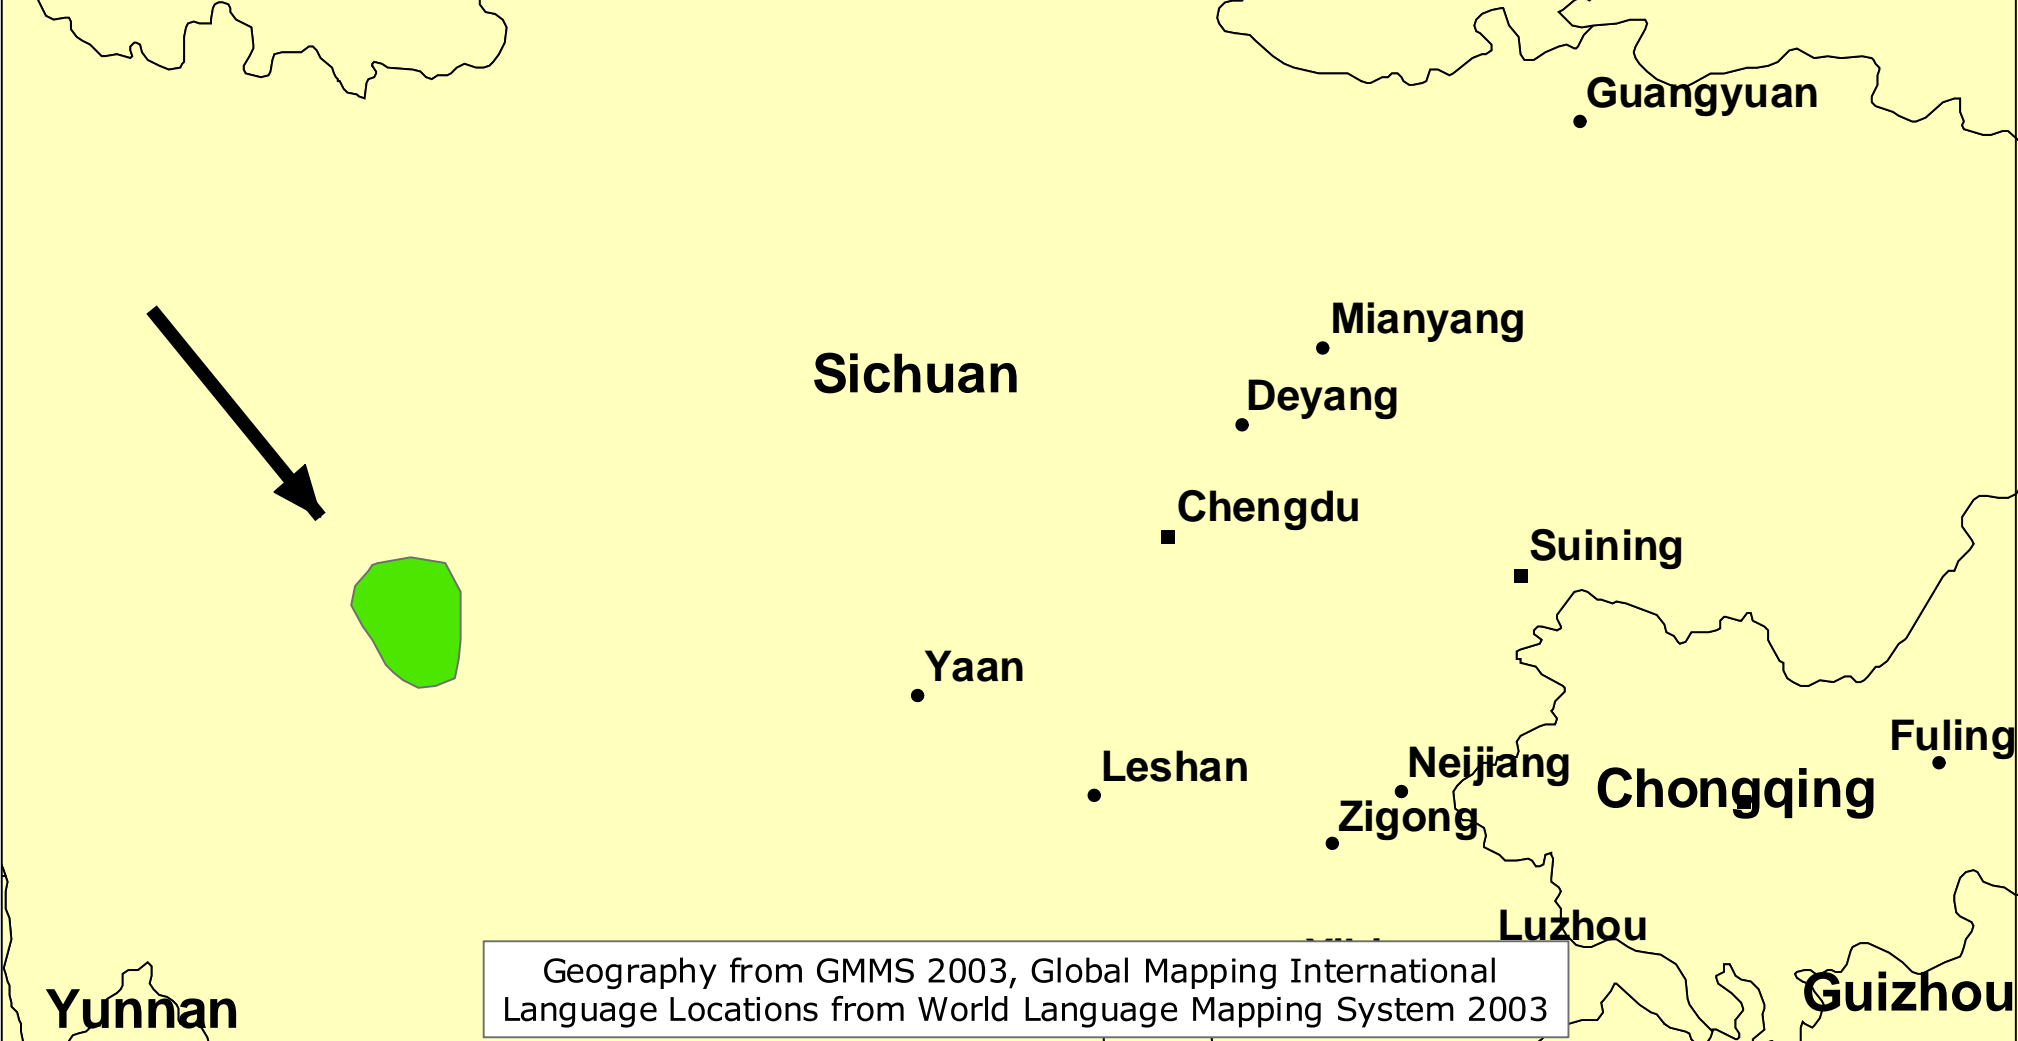 Guangyuan
Mianyang
Sichuan
Deyang
Chengdu
Suining
Yaan
Fuling
Leshan
Neijiang
Chongqing
Zigong
Luzhou
Geography from GMMS 2003, Global Mapping International
Language Locations from World Language Mapping System 2003
Yunnan
Guizhou